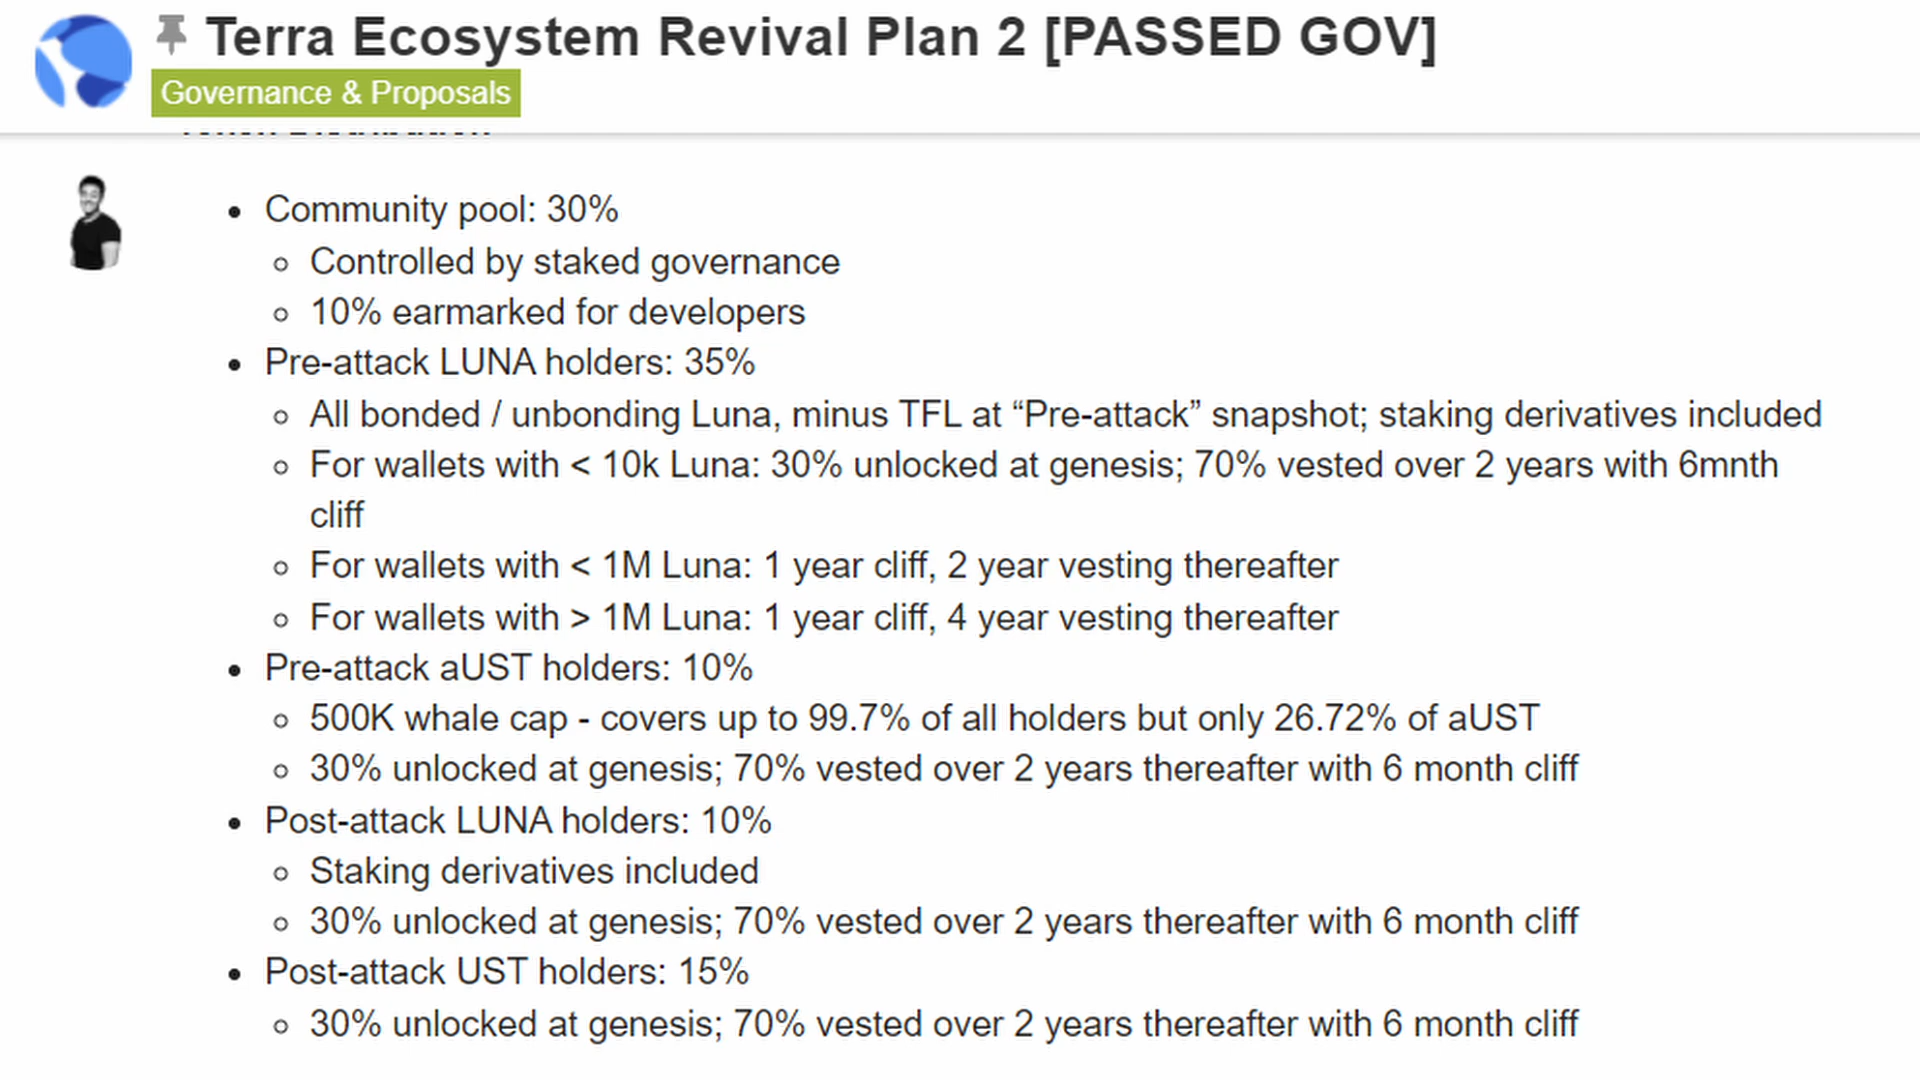 Terra Ecosystem Revival Plan 2 [PASSED GOV]
Governance & Proposals
Community pool: 30%
Controlled by staked governance
10% earmarked for developers
Pre-attack LUNA holders: 35%
All bonded / unbonding Luna, minus TFL at “Pre-attack” snapshot; staking derivatives included
For wallets with < 10k Luna: 30% unlocked at genesis; 70% vested over 2 years with 6mnth
cliff
For wallets with < 1M Luna: 1 year cliff, 2 year vesting thereafter
For wallets with > 1M Luna: 1 year cliff, 4 year vesting thereafter
Pre-attack aUST holders: 10%
500K whale cap - covers up to 99.7% of all holders but only 26.72% of aUST
30% unlocked at genesis; 70% vested over 2 years thereafter with 6 month cliff
Post-attack LUNA holders: 10%
Staking derivatives included
30% unlocked at genesis; 70% vested over 2 years thereafter with 6 month cliff
Post-attack UST holders: 15%
30% unlocked at genesis; 70% vested over 2 years thereafter with 6 month cliff